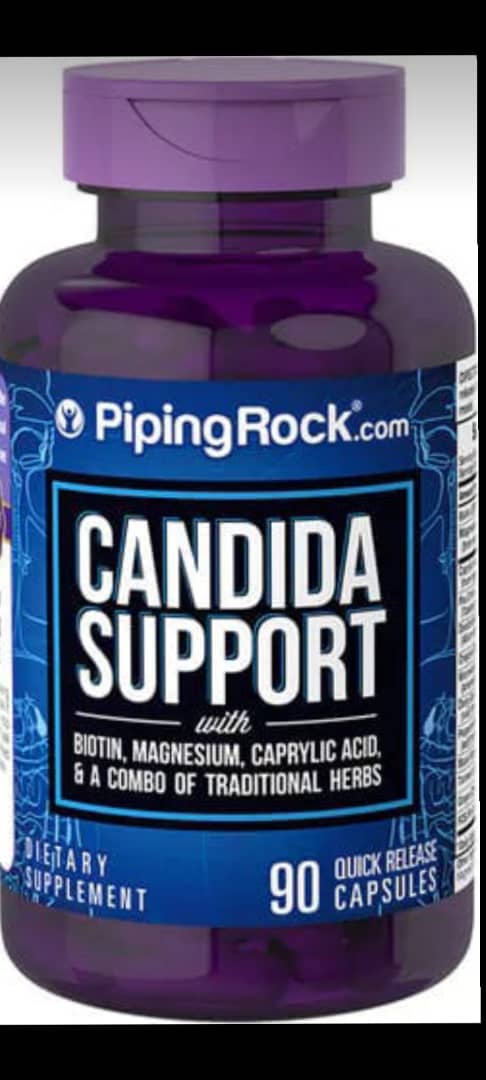 PipingRock®.com
CANDIDA
SUPPORT
with
BIOTIN, MAGNESIUM, CAPRYLIC ACID,
& A COMBO OF TRADITIONAL HERBS
DIETARY
SUPPLEMENT
90 QUICK RELEASE
CAPSULES